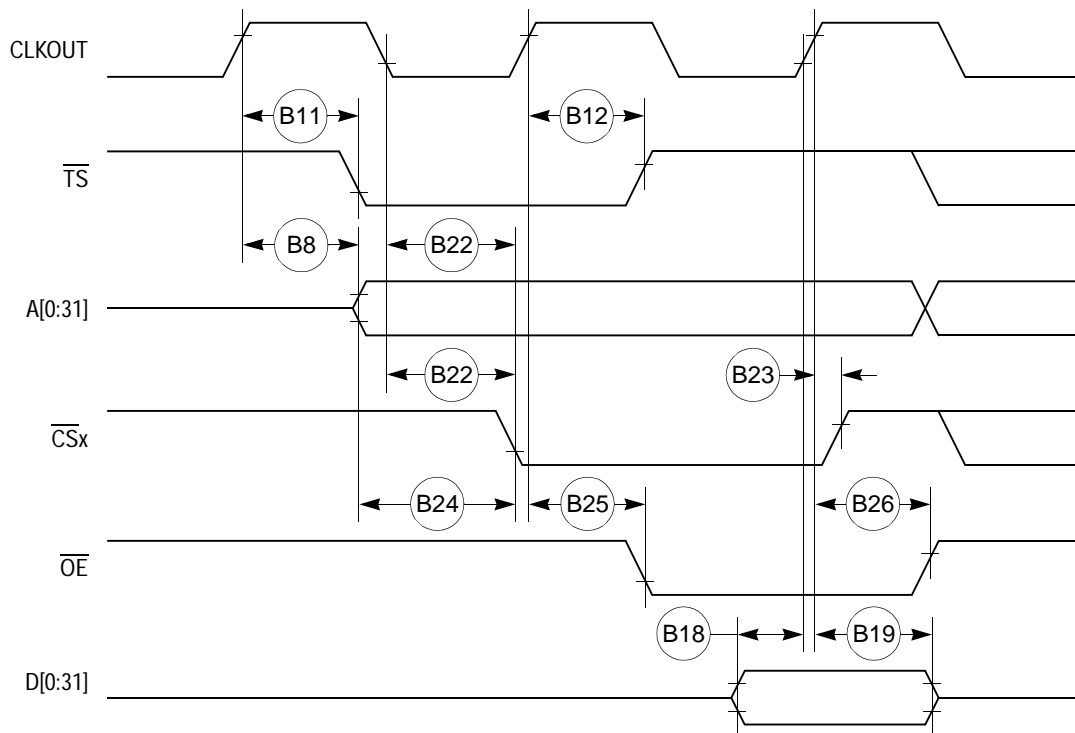 CLKOUT
B11
B12
TS
B8
B22
A[0:31]
B22
B23
CSx
B24
B25
B26
OE
B18
B19
D[0:31]